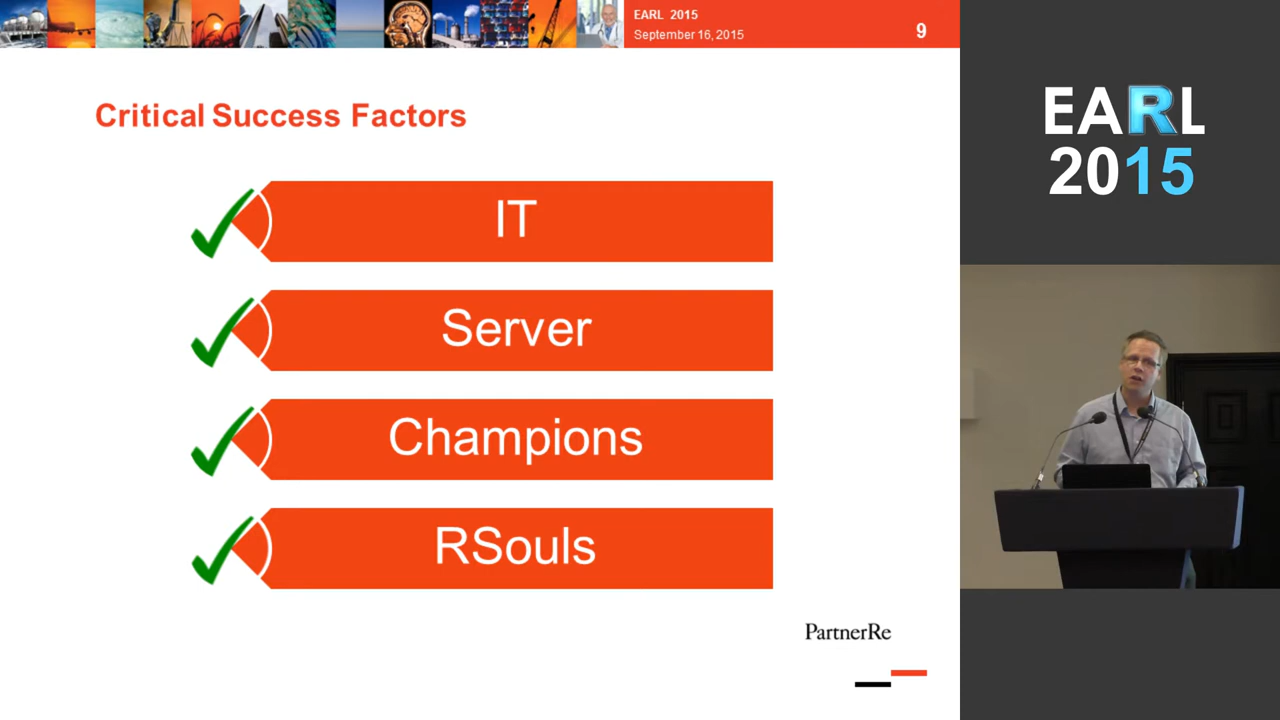 EARL 2015
September 16, 2015
9
Critical Success Factors
IT
Server
Champions
RSouls
PartnerRe
EARL
2015